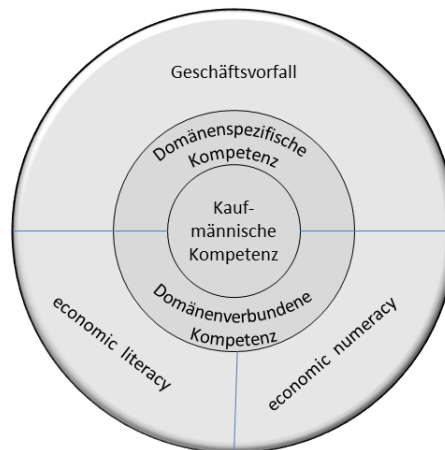 Geschäftsvorfall
Domänenspezifische
Kompetenz
Kauf-
männische
Kompetenz
Domänenverbundene
Kompetenz
economic literacy
economic numeracy